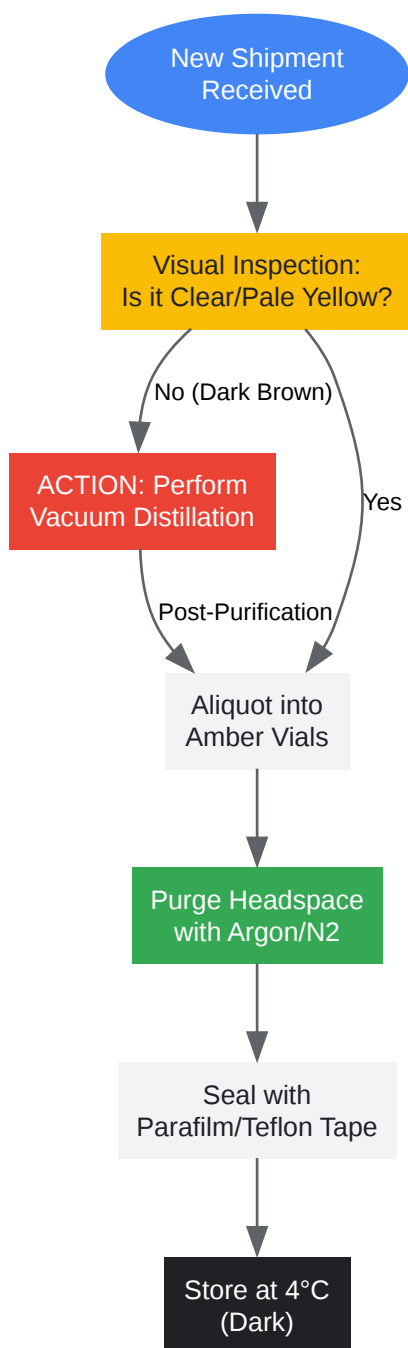 New Shipment
Received
Visual Inspection:
Is it Clear/Pale Yellow?
No (Dark Brown)
ACTION: Perform
Vacuum Distillation
Yes
Post-Purification
Aliquot into
Amber Vials
Purge Headspace
with Argon/N2
Seal with
Parafilm/Teflon Tape
Store at 4°C
(Dark)